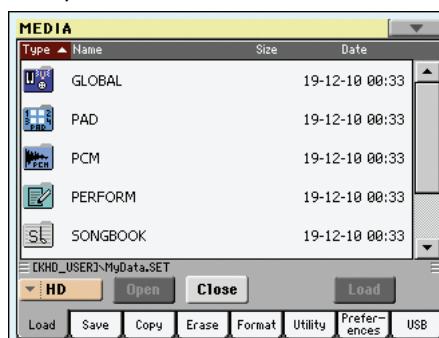 MEDIA
Type Name Size Date
GLOBAL 19-12-10 00:33
PAD 19-12-10 00:33
PCM 19-12-10 00:33
PERFORM 19-12-10 00:33
SONGBOOK 19-12-10 00:33
[KHD_USER]\MyData.SET
HD Open Close Load
Load Save Copy Erase Format Utility Prefer-ences USB